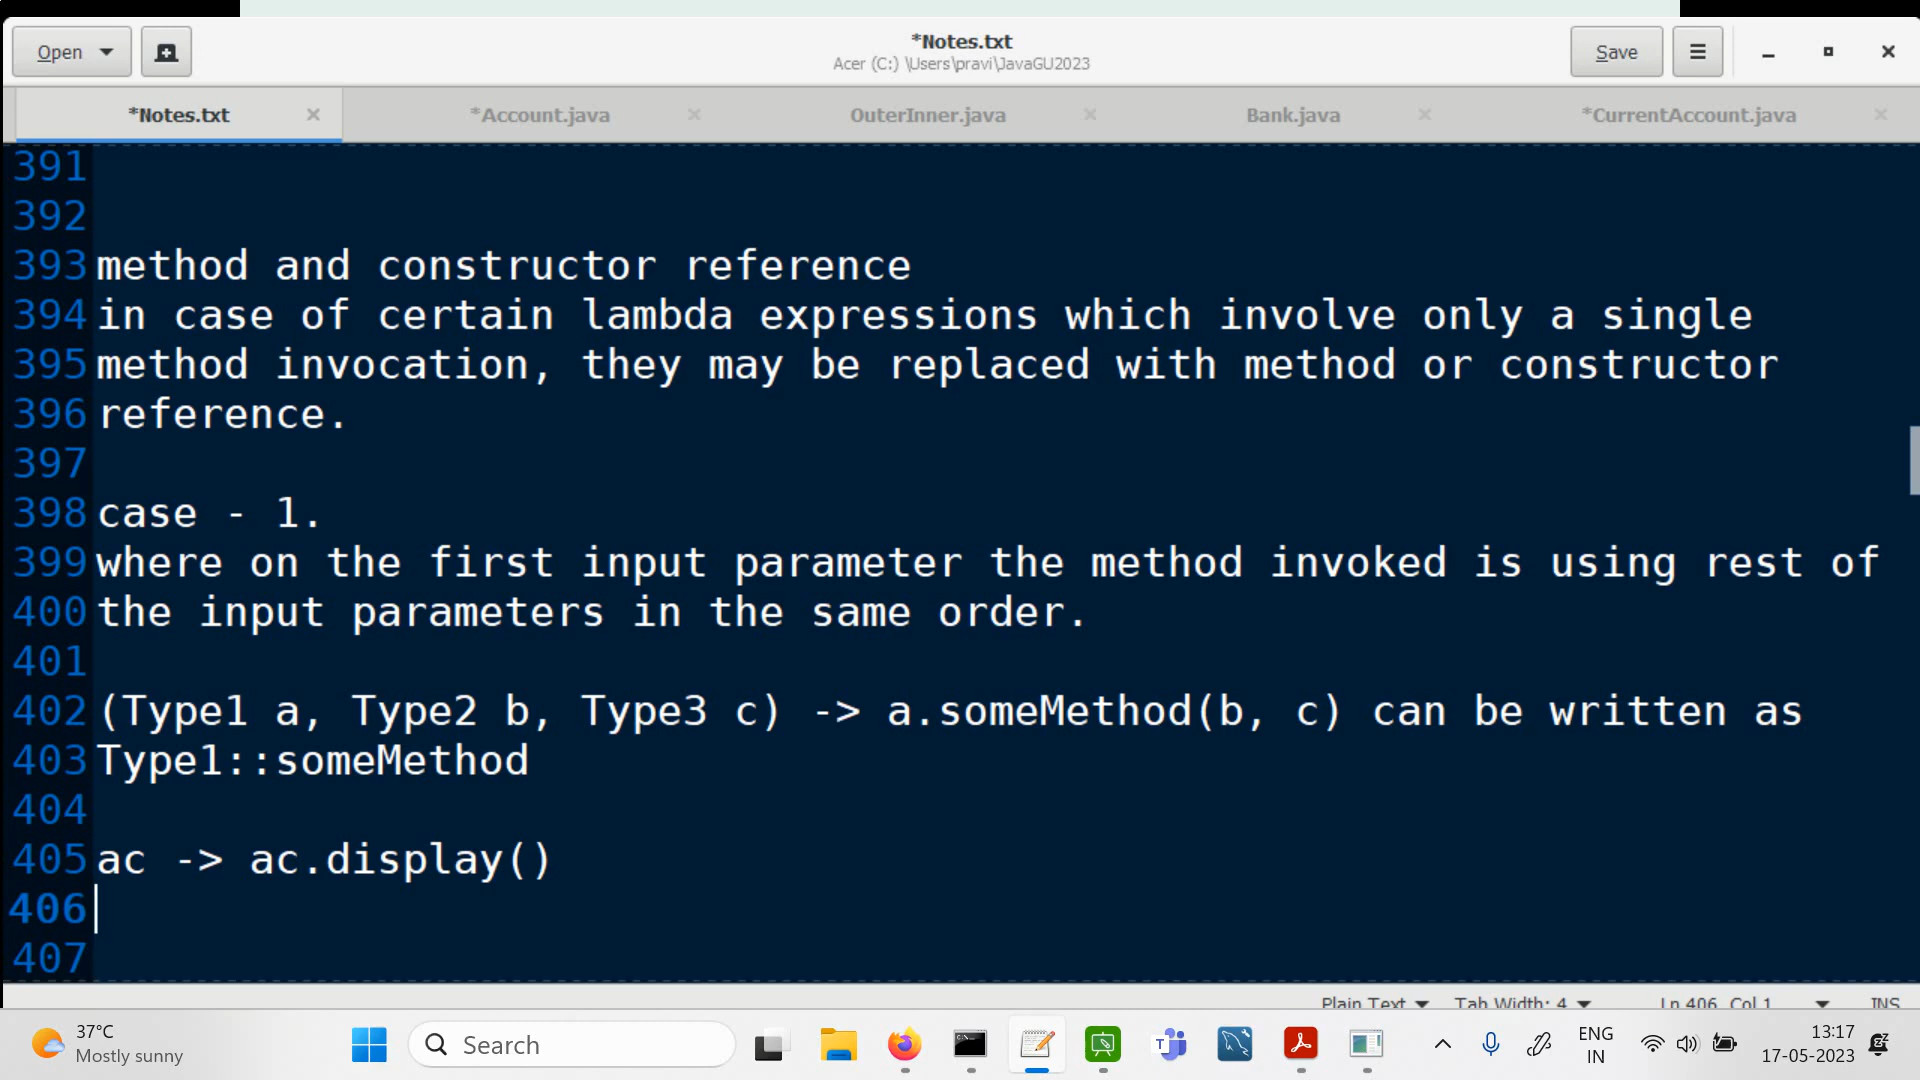 *Notes.txt
Open
Acer (C:) \Users\pravi\JavaGU2023
Save
*Notes.txt
*Account.java
OuterInner.java
Bank.java
*CurrentAccount.java
391
392
393 method and constructor reference
394 in case of certain lambda expressions which involve only a single
395 method invocation, they may be replaced with method or constructor
396 reference.
397
398 case - 1.
399 where on the first input parameter the method invoked is using rest of
400 the input parameters in the same order.
401
402 (Type1 a, Type2 b, Type3 c) -> a.someMethod(b, c) can be written as
403 Type1::someMethod
404
405 ac -> ac.display()
406
407
Plain Text Tab Width: 4 Ln 406, Col 1 INS
37°C
Mostly sunny
Search
ENG
IN
13:17
17-05-2023